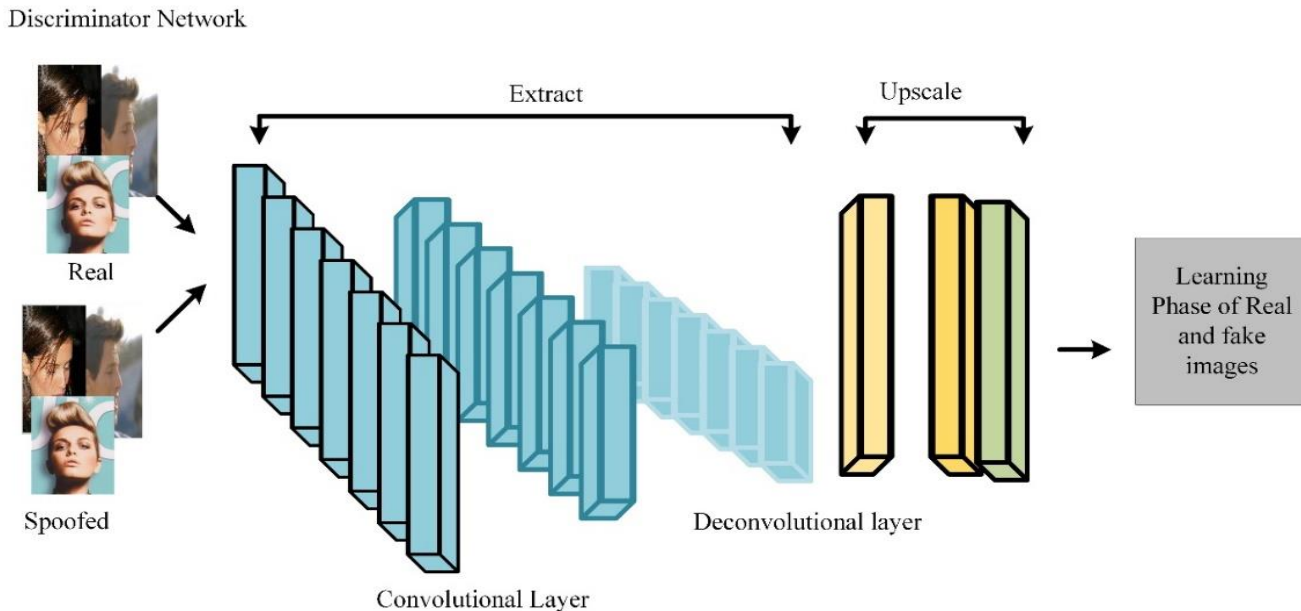 Discriminator Network
Extract
Upscale
Real
Spoofed
Learning
Phase of Real
and fake
images
Deconvolutional layer
Convolutional Layer